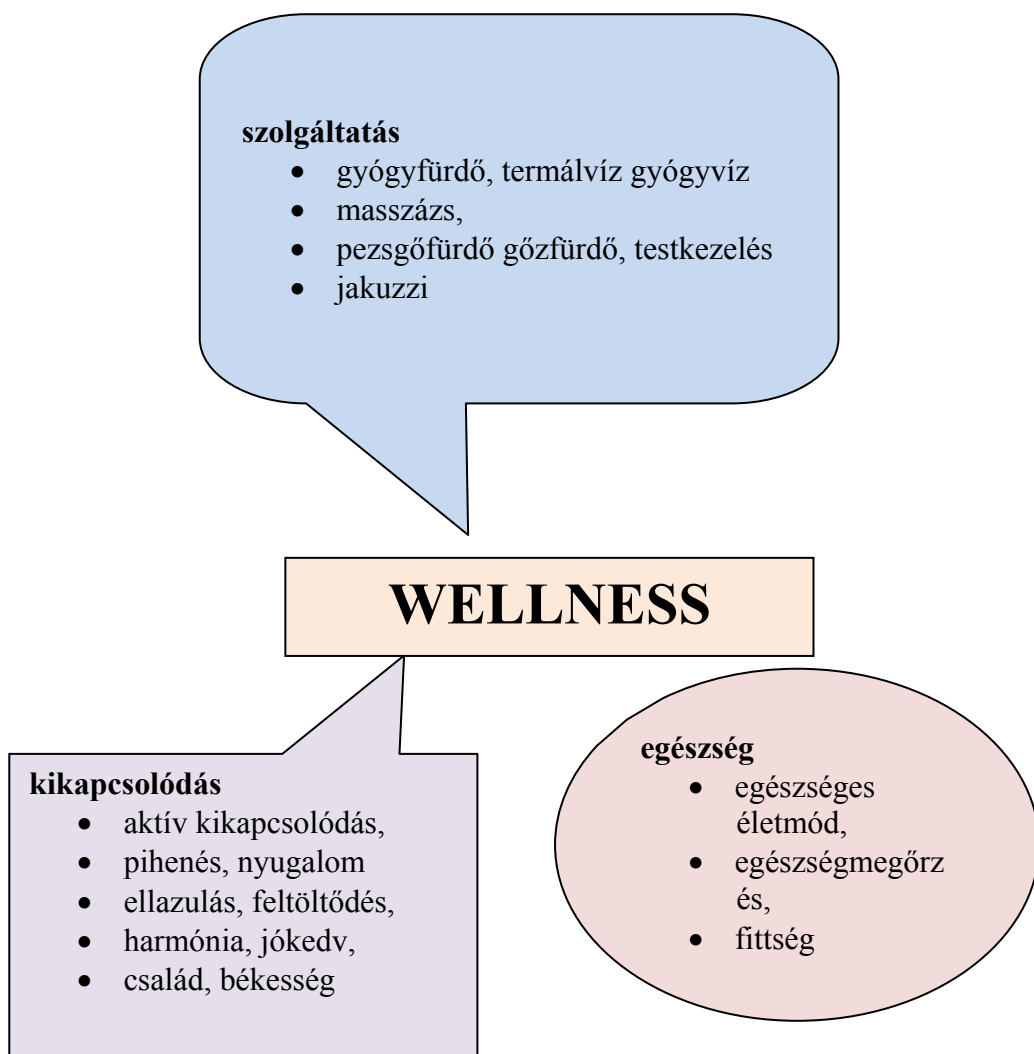 szolgáltatás
• gyógyfürdő, termálvíz gyógyvíz
• masszázs,
• pezsgőfürdő gőzfürdő, testkezelés
• jakuzzi
WELLNESS
kikapcsolódás
• aktív kikapcsolódás,
• pihenés, nyugalom
• ellazulás, feltöltődés,
• harmónia, jókedv,
• család, békesség
egészség
• egészséges
életmód,
• egészségmegőrz
és,
• fittség